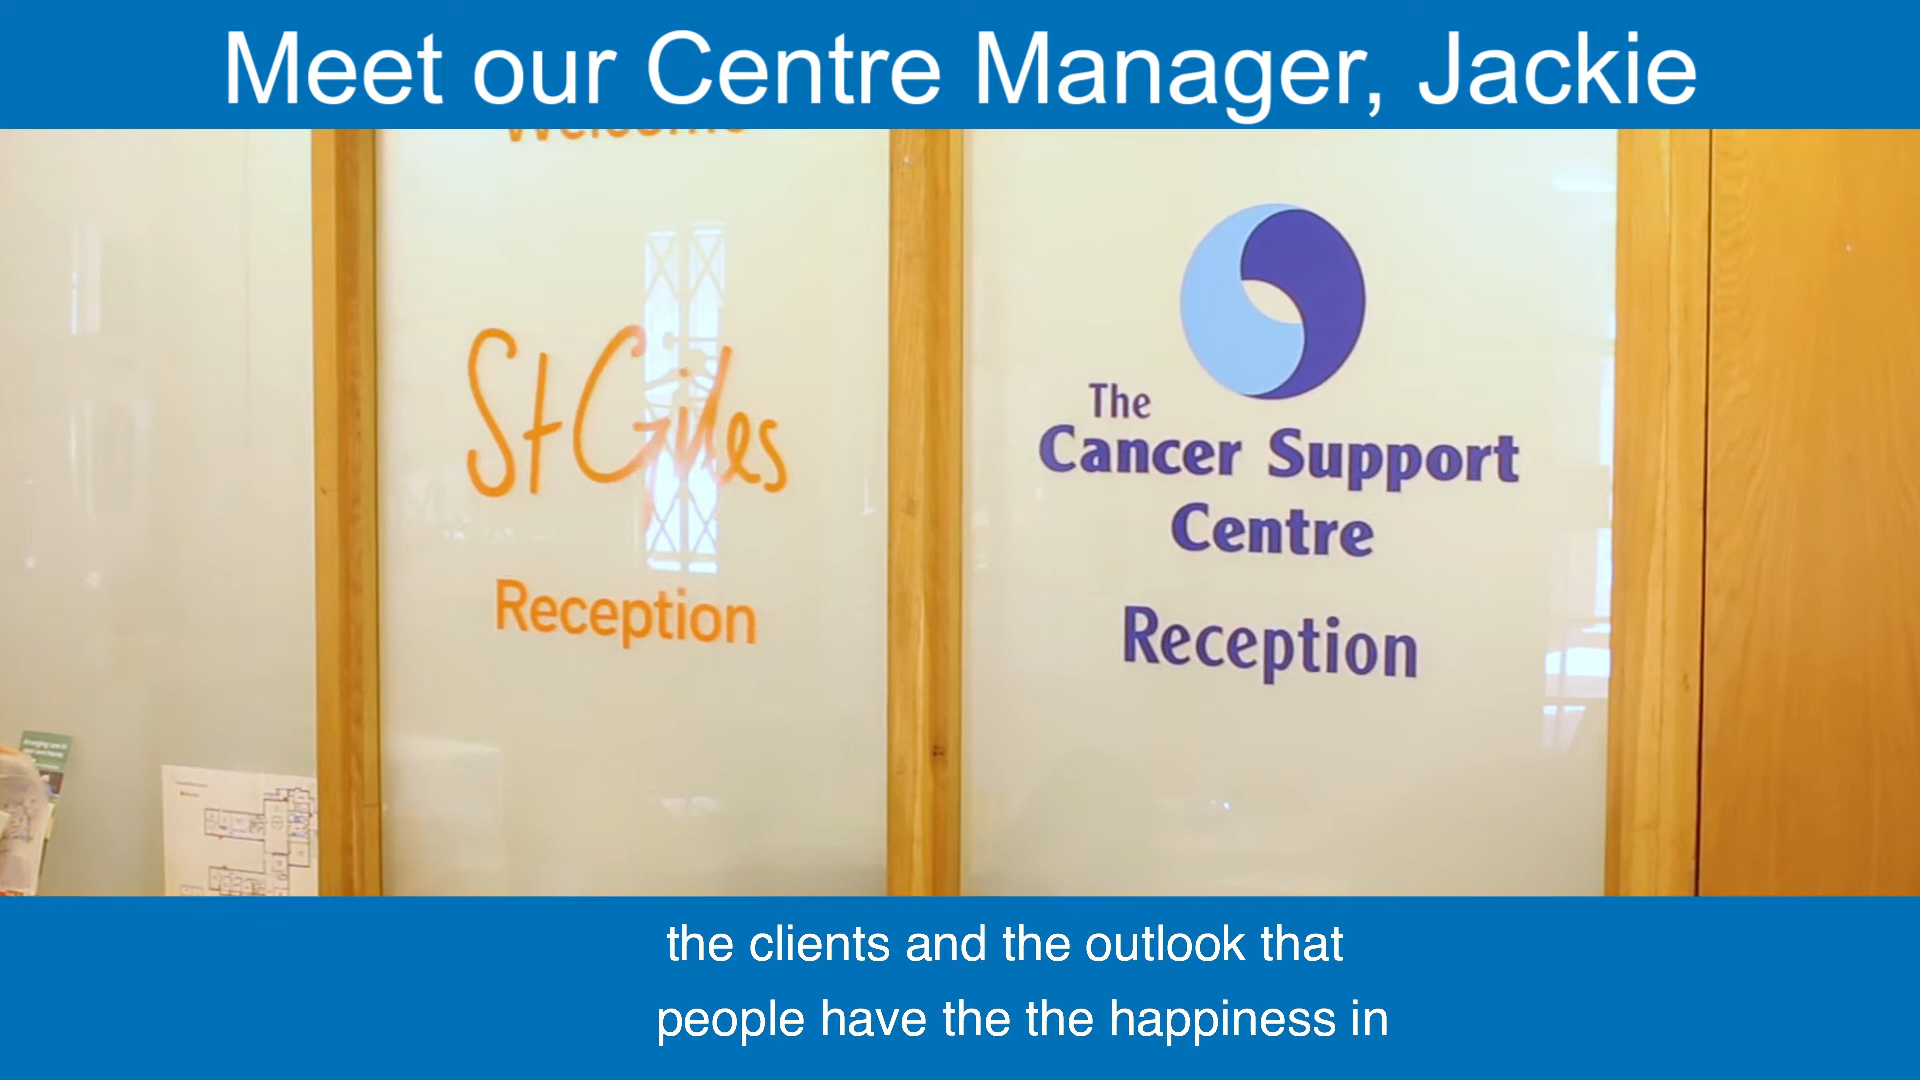 Meet our Centre Manager, Jackie
Welcome
St Giles
Reception
The
Cancer Support
Centre
Reception
the clients and the outlook that
people have the the happiness in